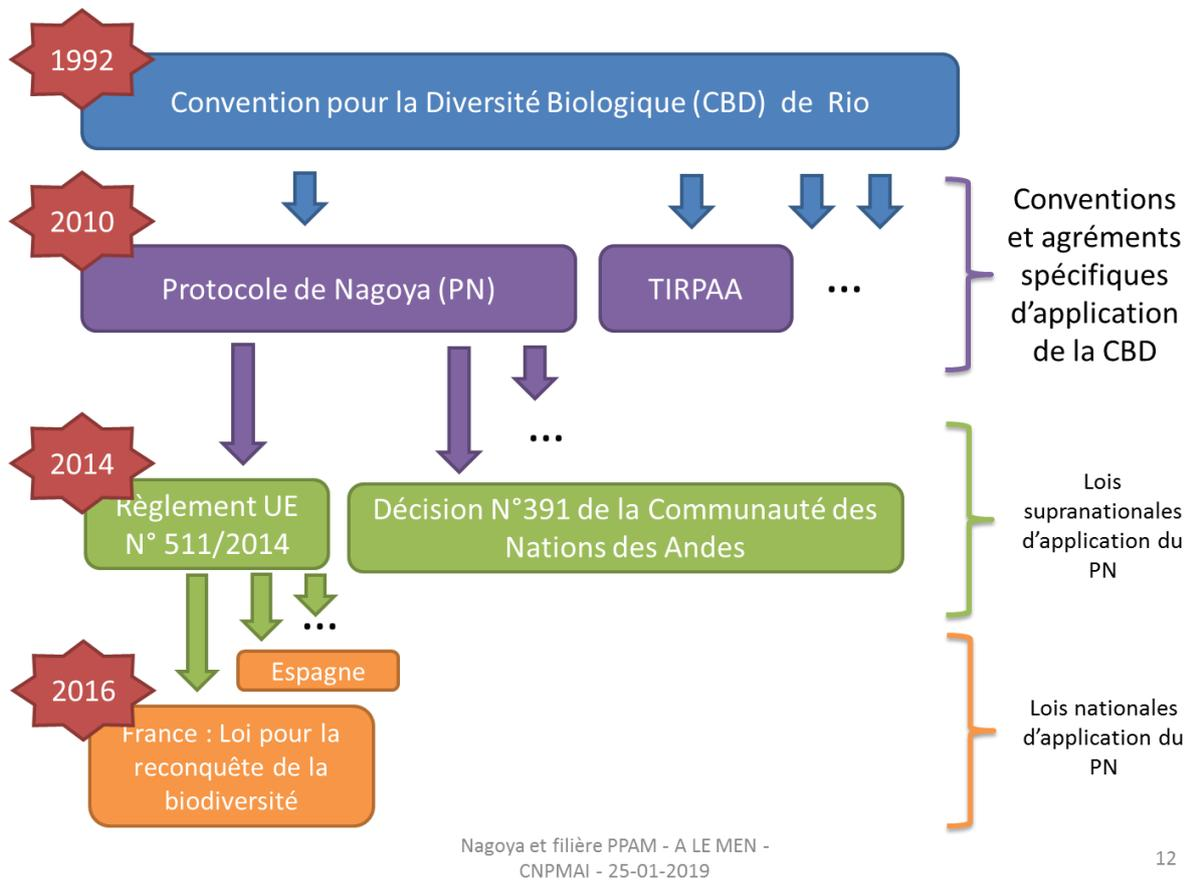 1992
Convention pour la Diversité Biologique (CBD) de Rio
2010
Protocole de Nagoya (PN)
TIRPAA
...
Conventions
et agréments
spécifiques
d’application
de la CBD
...
2014
Règlement UE
N° 511/2014
Décision N°391 de la Communauté des
Nations des Andes
Lois
supranationales
d’application du
PN
...
Espagne
2016
France : Loi pour la
reconquête de la
biodiversité
Lois nationales
d’application du
PN
Nagoya et filière PPAM - A LE MEN -
CNPMAI - 25-01-2019
12